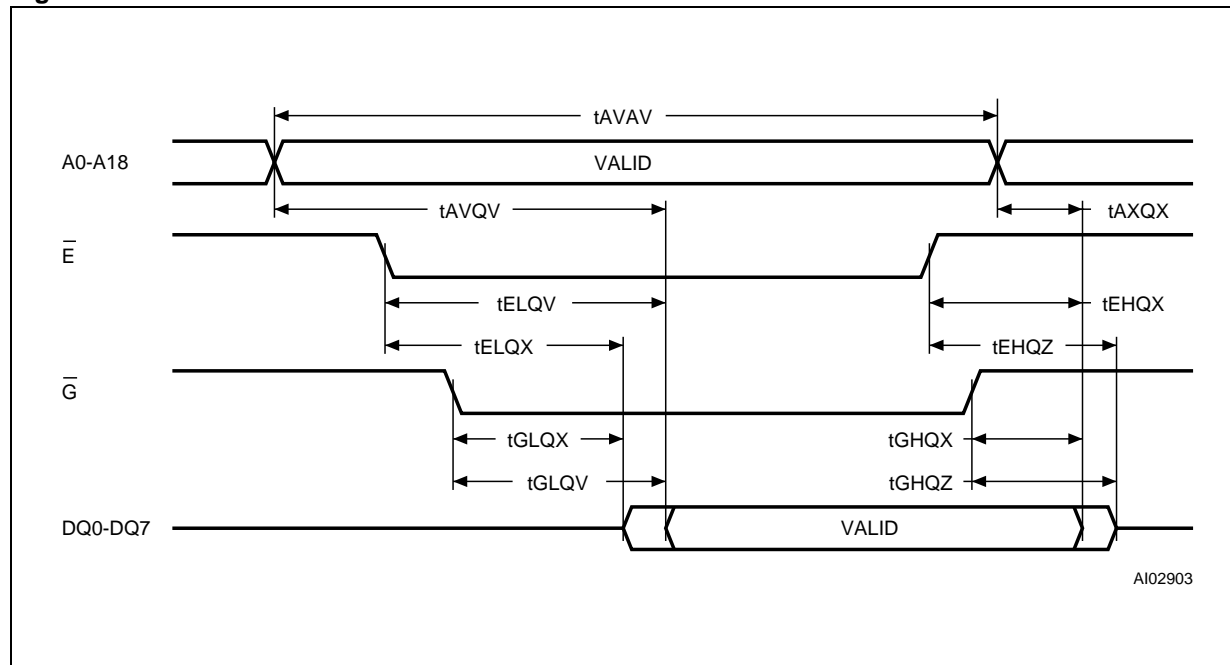 tAVAV
A0-A18
VALID
tAVQV
tAXQX
E
tELQV
tEHQX
tELQX
tEHQZ
G
tGLQX
tGHQX
tGLQV
tGHQZ
DQ0-DQ7
VALID
AI02903